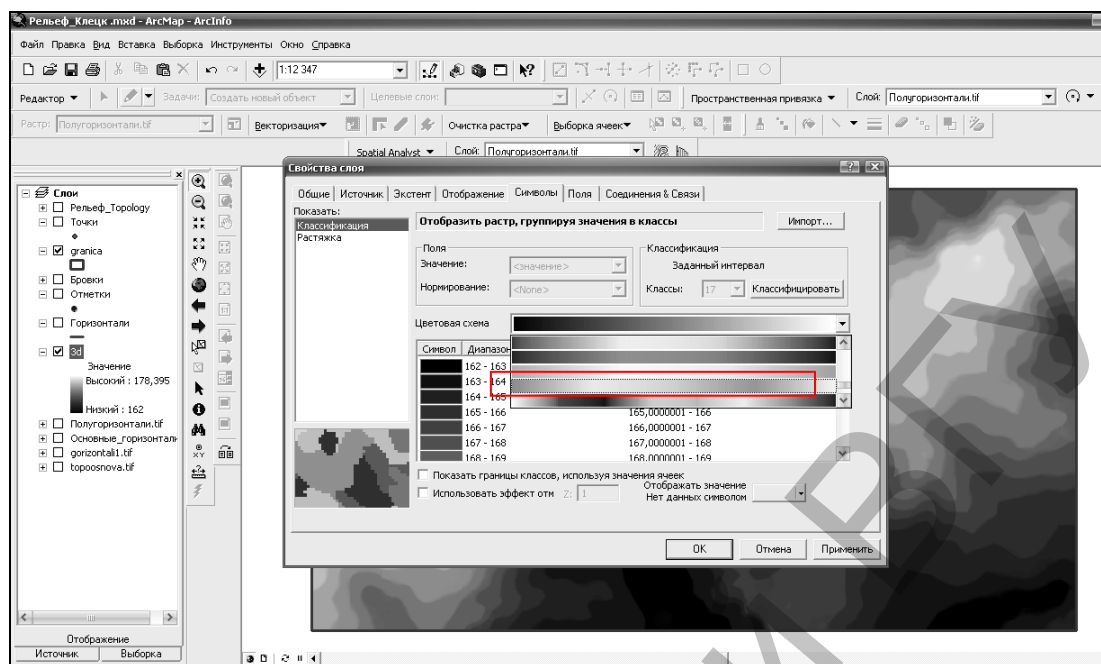 Рельеф_Клецк .mxd - ArcMap - ArcInfo
Файл Правка Вид Вставка Выборка Инструменты Окно Справка
1:12 347
Редактор Задачи: Создать новый объект Целевые слои: Пространственная привязка Слой: Полугоризонтали.tif
Растр: Полугоризонтали.tif Векторизация Очистка растра Выборка ячеек
Spatial Analyst Слой: Полугоризонтали.tif
Слои
Рельеф_Topology
Точки
granica
Бровки
Отметки
Горизонтали
3d
Значение
Высокий : 178,395
Низкий : 162
Полугоризонтали.tif
Основные_горизонтали
gorizontali1.tif
topoosnova.tif
Отображение
Источник Выборка
Свойства слоя
Общие Источник Экстент Отображение Символы Поля Соединения & Связи
Показать:
Классификация
Растяжка
Отобразить растр, группируя значения в классы
Импорт...
Поля
Значение: <значение>
Нормирование: <None>
Классификация
Заданный интервал
Классы: 17 Классифицировать
Цветовая схема
Символ Диапазон
162 - 163
163 - 164
164 - 165
165 - 166 165,0000001 - 166
166 - 167 166,0000001 - 167
167 - 168 167,0000001 - 168
168 - 169 168,0000001 - 169
Показать границы классов, используя значения ячеек
Использовать эффект отм Z: 1
Отображать значение
Нет данных символом
OK Отмена Применить